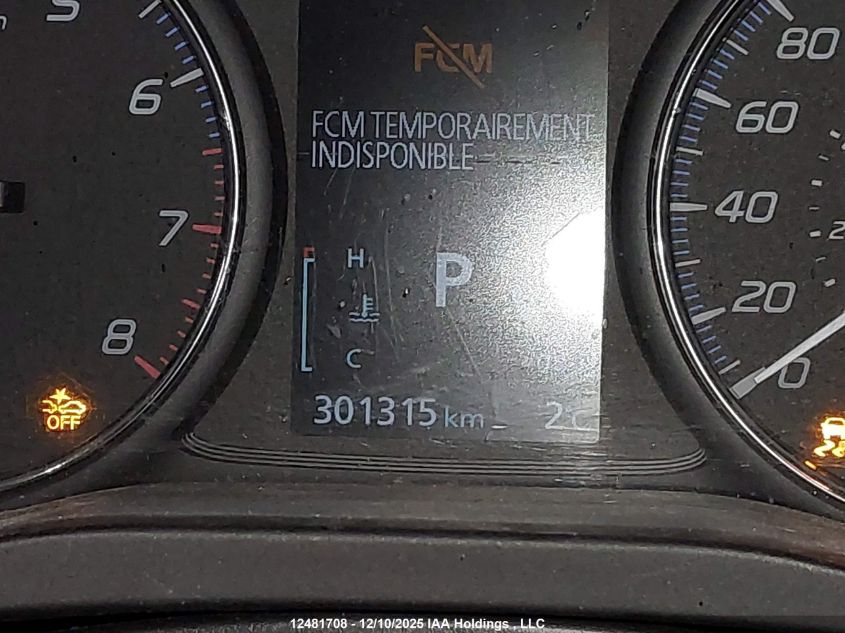 5
6
7
8
OFF
FCM
FCM TEMPORAIREMENT
INDISPONIBLE
H
P
C
301315 km 2c
80
60
40
20
0
12481708 - 12/10/2025 IAA Holdings , LLC